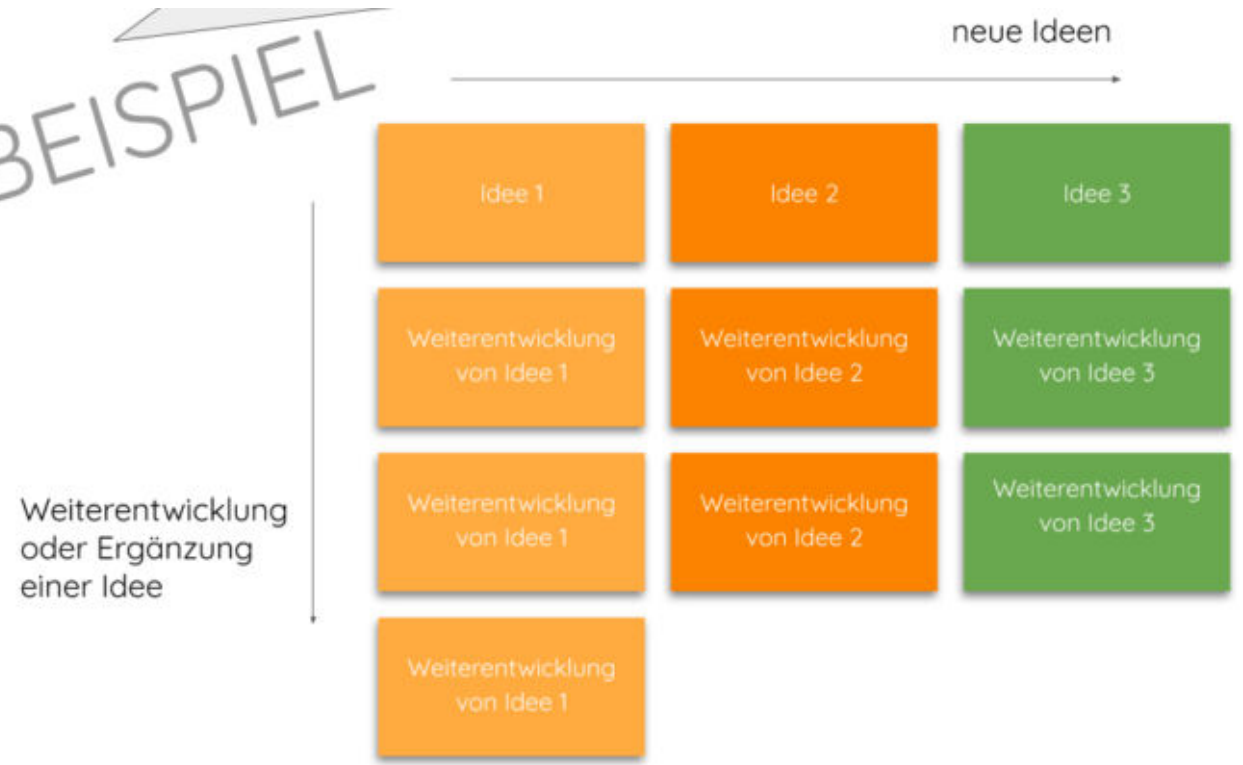 neue Ideen
BEISPIEL
Idee 1
Idee 2
Idee 3
Weiterentwicklung
von Idee 1
Weiterentwicklung
von Idee 2
Weiterentwicklung
von Idee 3
Weiterentwicklung
oder Ergänzung
einer Idee
Weiterentwicklung
von Idee 1
Weiterentwicklung
von Idee 2
Weiterentwicklung
von Idee 3
Weiterentwicklung
von Idee 1